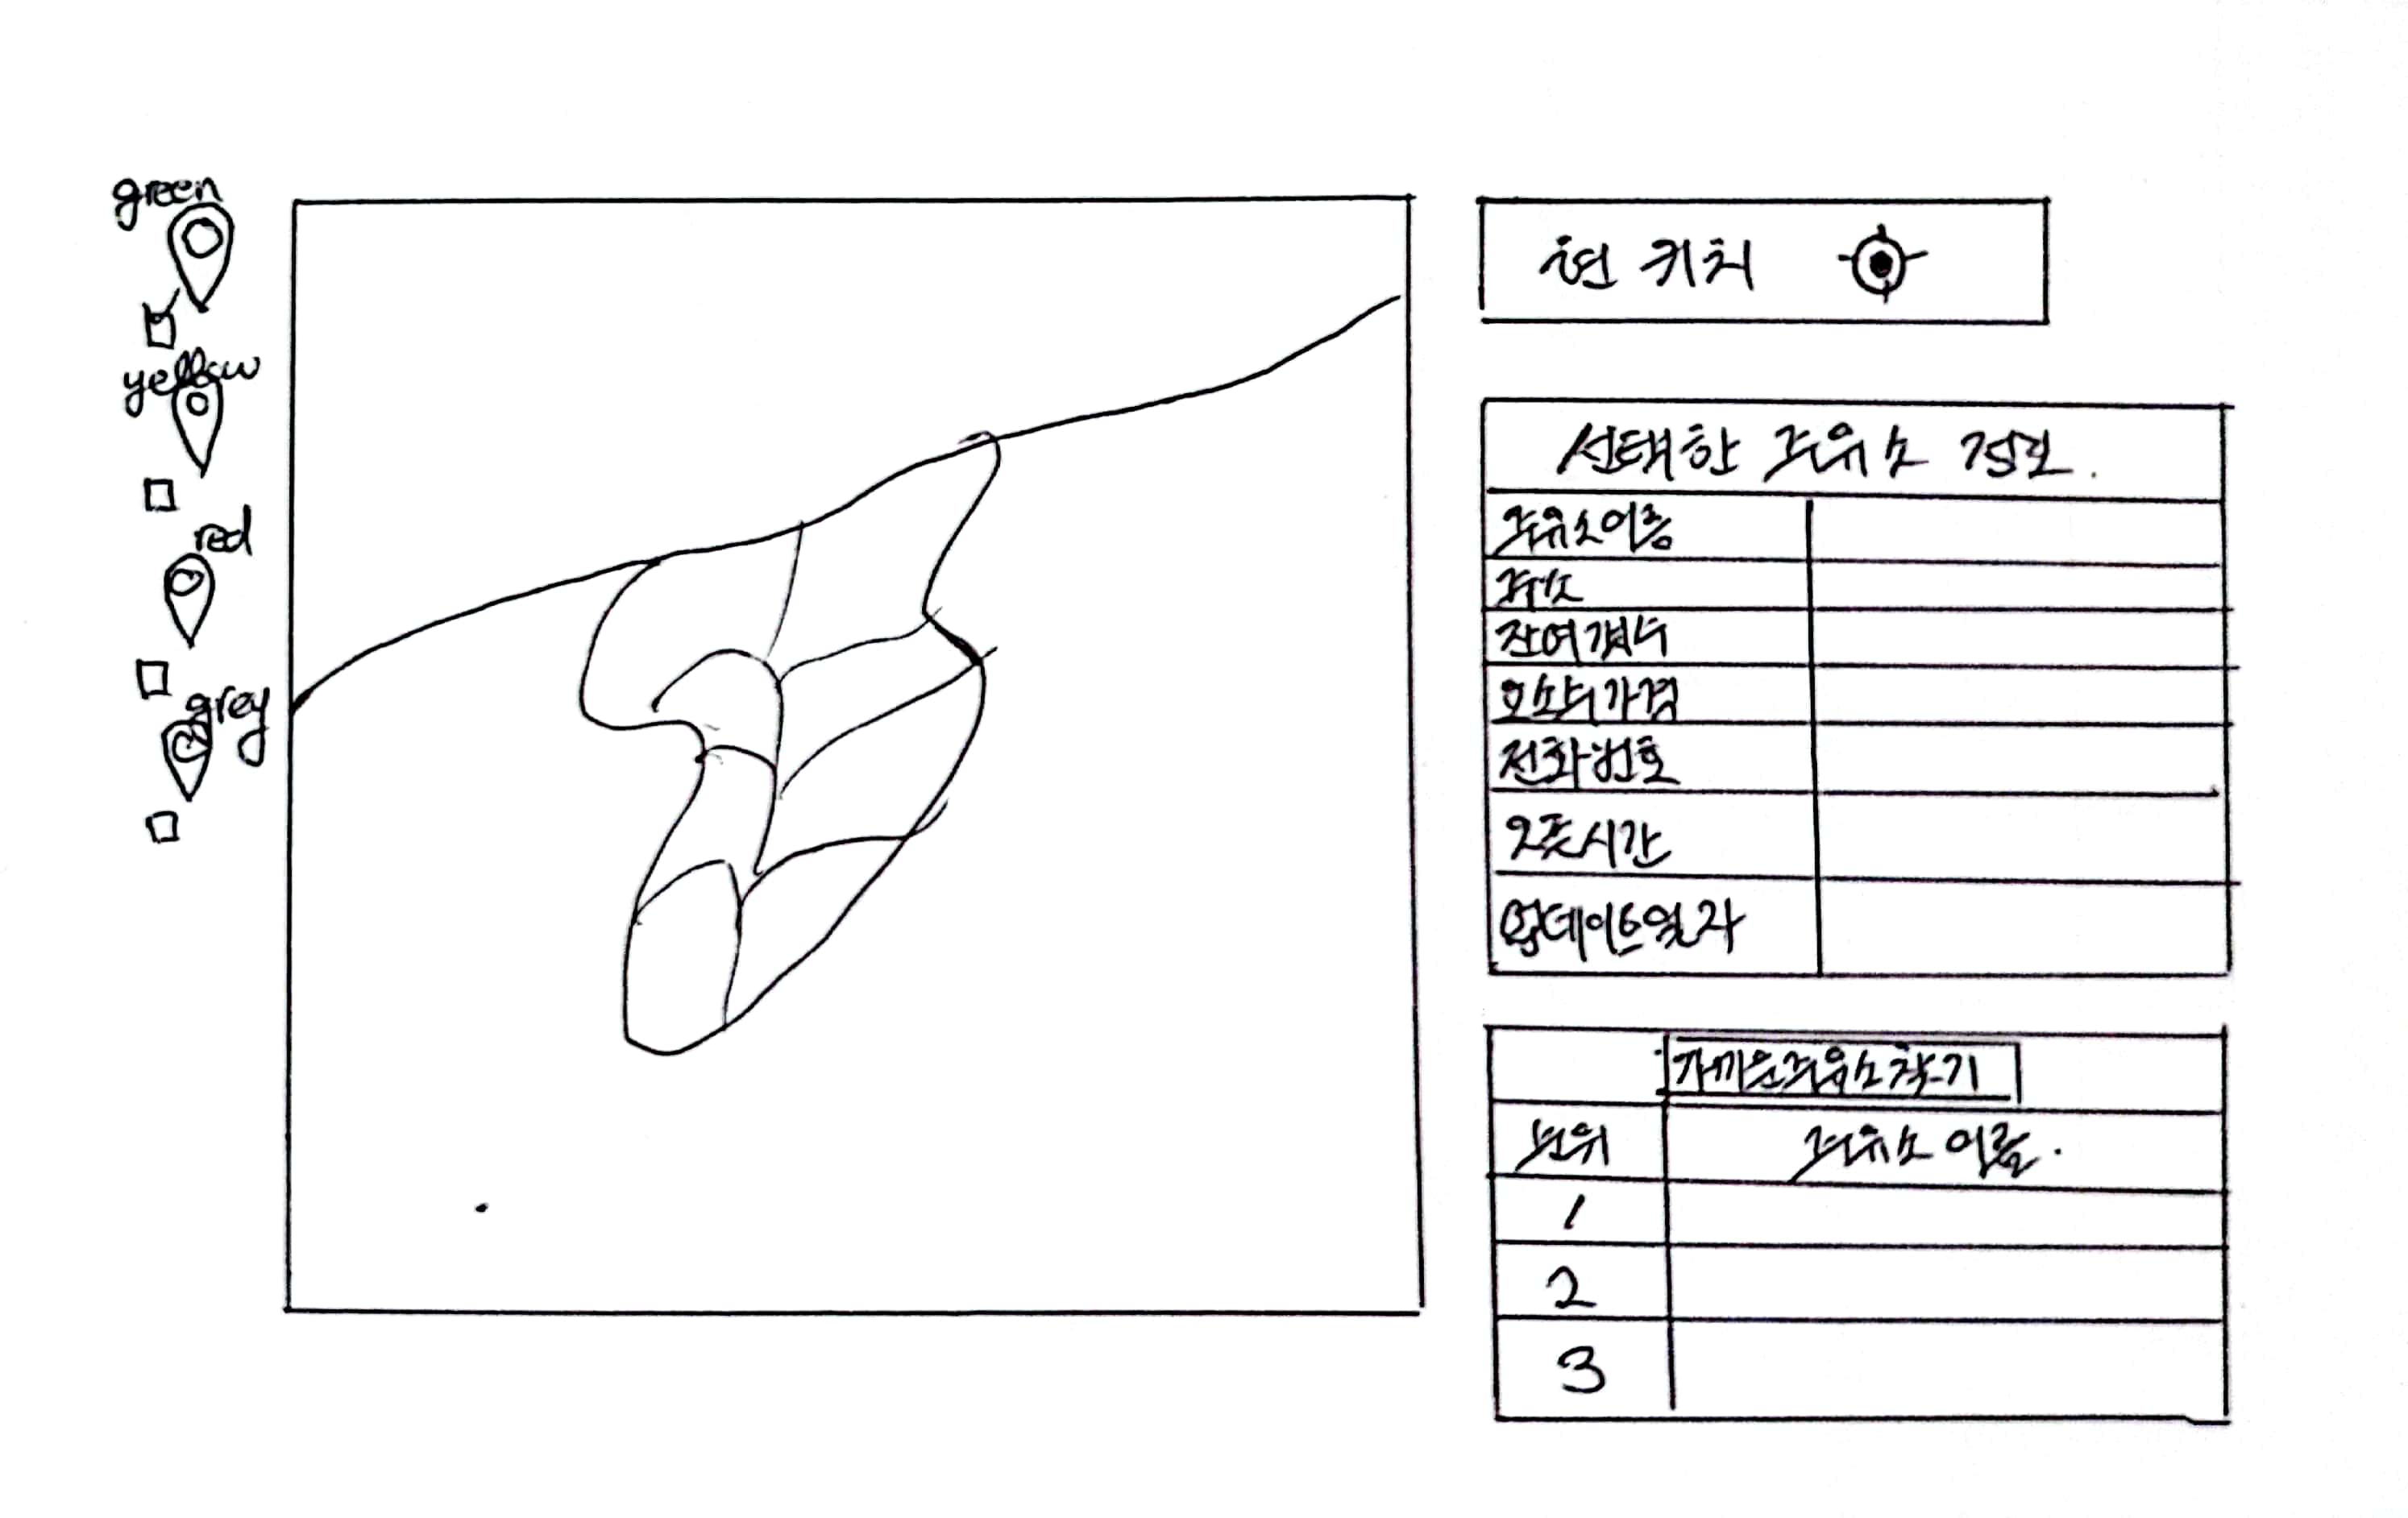 green
yellow
red
grey
현 위치
선택한 주유소 정보.
주유소이름
주소
잔여갯수
요소수가격
전화번호
오픈시간
업데이트일자
가까운주유소찾기
순위
주유소 이름.
1
2
3